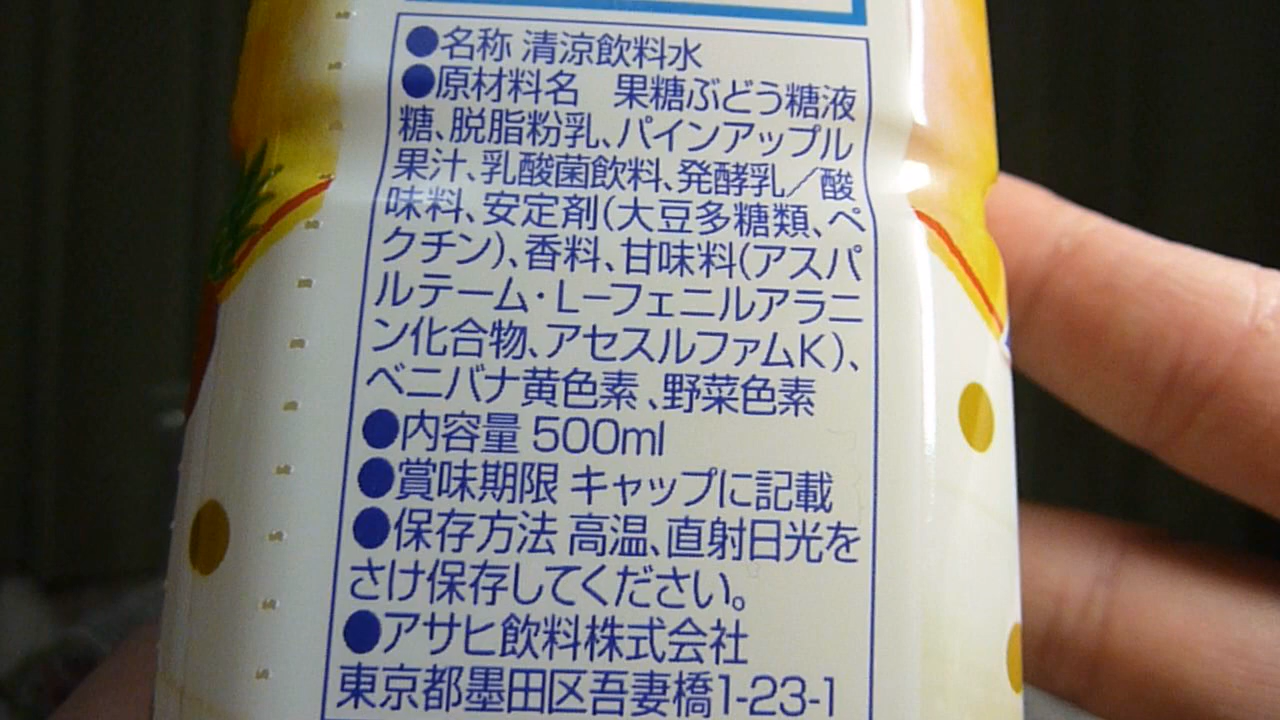 ●名称 清涼飲料水
●原材料名　果糖ぶどう糖液
糖、脱脂粉乳、パインアップル
果汁、乳酸菌飲料、発酵乳／酸
味料、安定剤(大豆多糖類、ペ
クチン)、香料、甘味料(アスパ
ルテーム・L-フェニルアラニ
ン化合物、アセスルファムK)、
ベニバナ黄色素、野菜色素
●内容量 500ml
●賞味期限 キャップに記載
●保存方法 高温、直射日光を
さけ保存してください。
●アサヒ飲料株式会社
東京都墨田区吾妻橋1-23-1